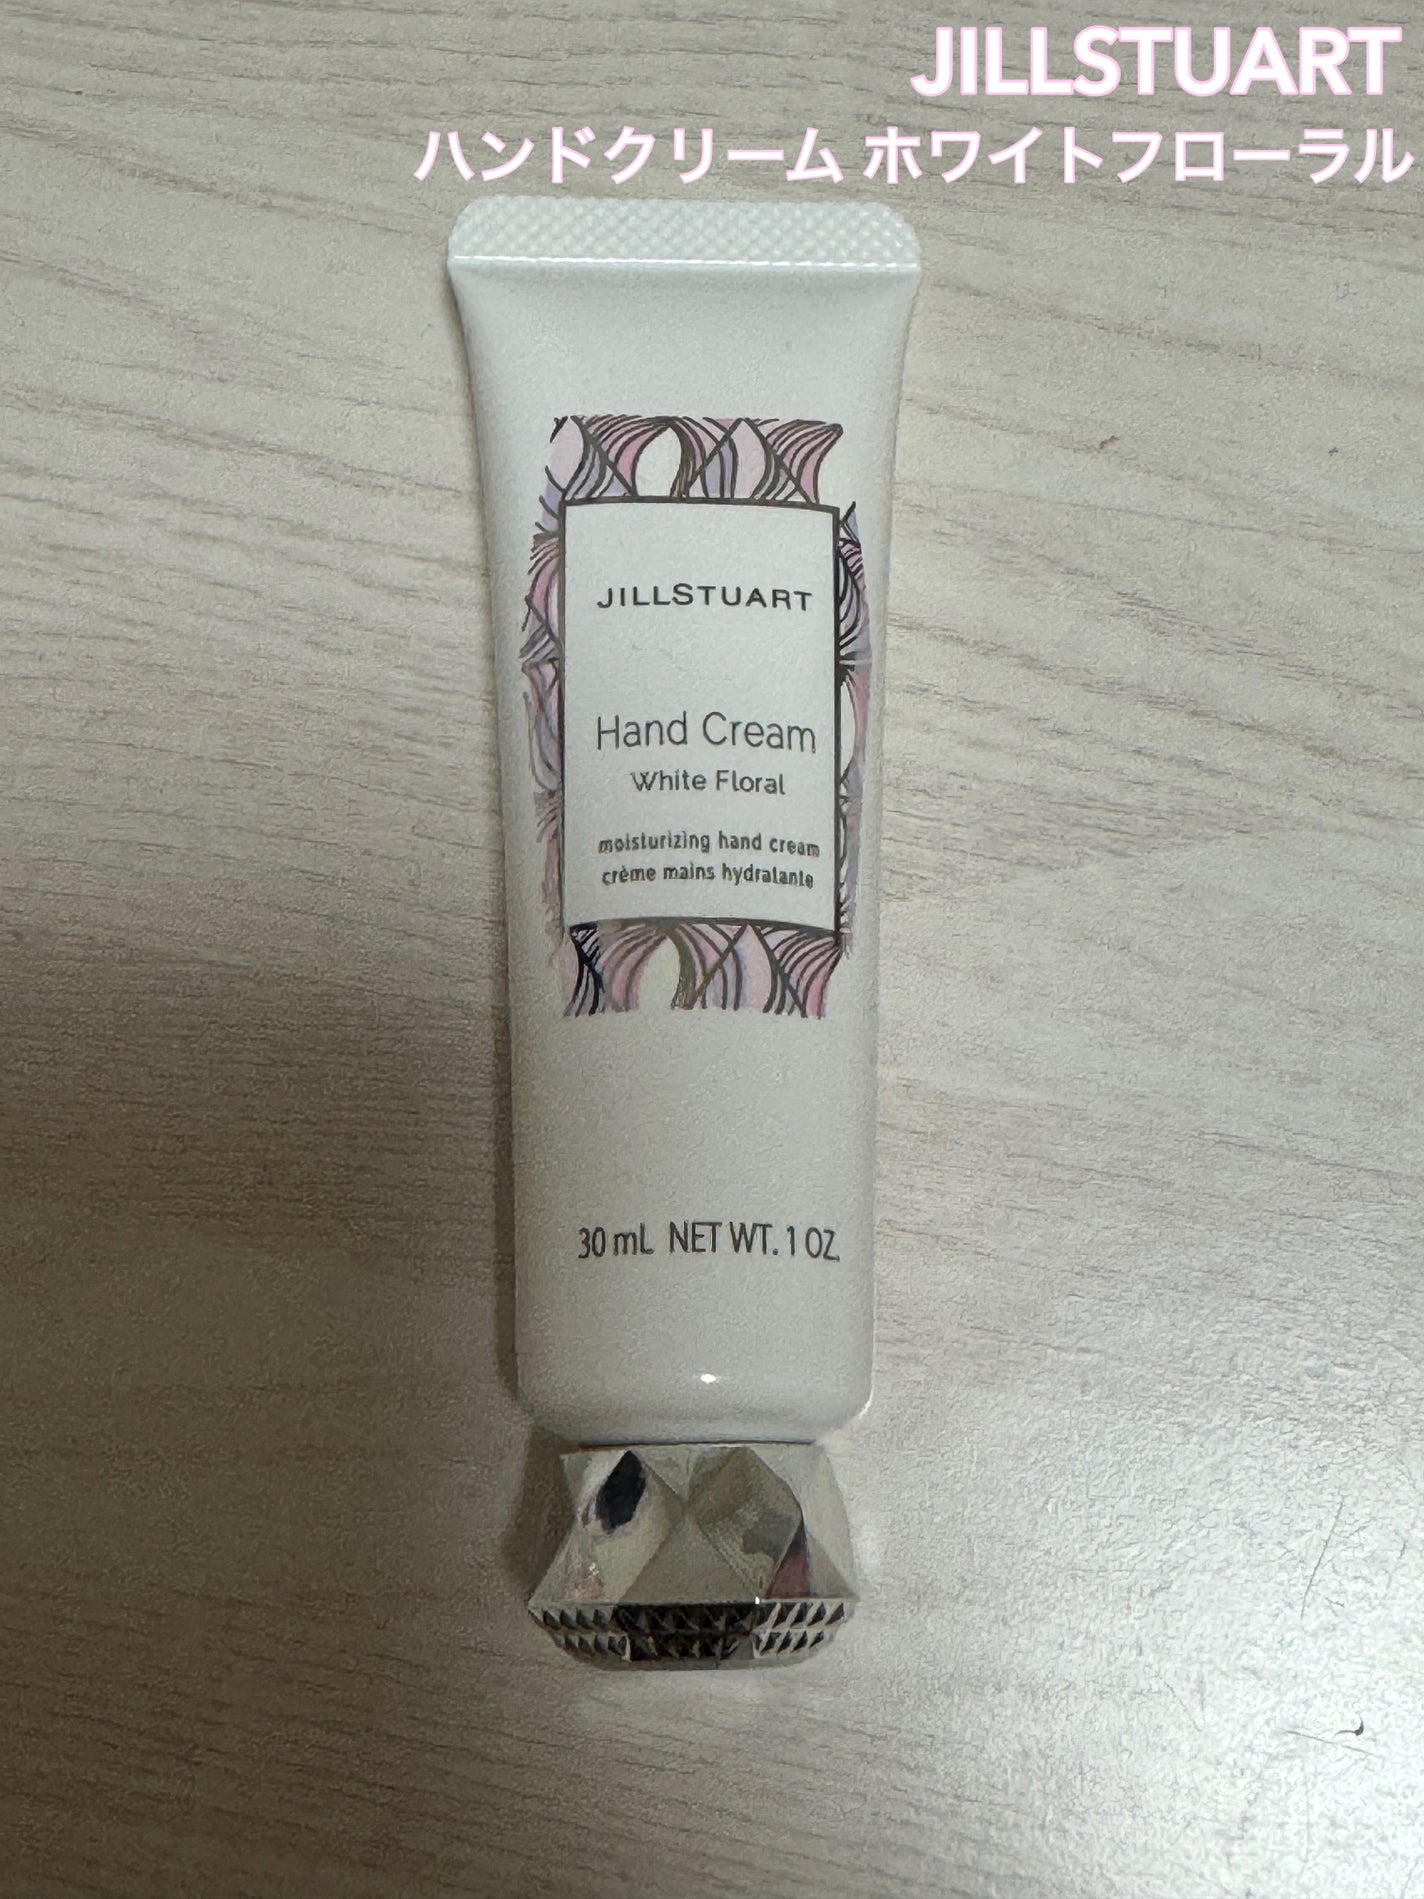 JILLSTUART
ハンドクリーム ホワイトフローラル
JILLSTUART
Hand Cream
White Floral
moisturizing hand cream
crème mains hydratante
30 mL NET WT. 1 OZ.